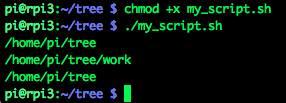 pi@rpi3:~/tree $ chmod +x my_script.sh
pi@rpi3:~/tree $ ./my_script.sh
/home/pi/tree
/home/pi/tree/work
/home/pi/tree
pi@rpi3:~/tree $